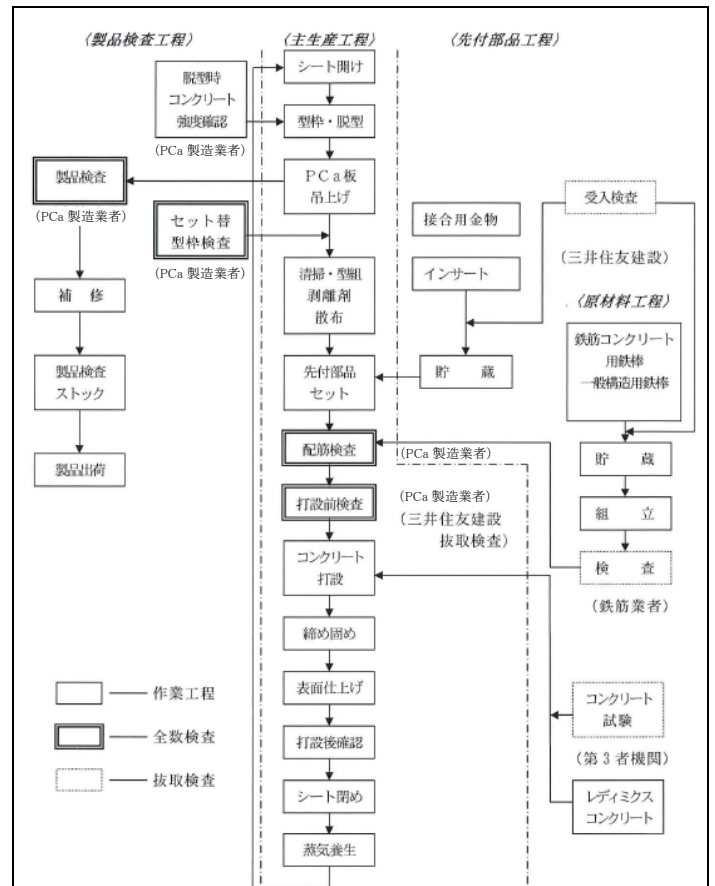 〈製品検査工程〉
脱型時
コンクリート
強度確認
(PCa 製造業者)
製品検査
(PCa 製造業者)
セット替
型枠検査
(PCa 製造業者)
補　修
製品検査
ストック
製品出荷
作業工程
全数検査
抜取検査
〈主生産工程〉
シート開け
型枠・脱型
ＰＣａ板
吊上げ
清掃・型組
剥離剤
散布
先付部品
セット
配筋検査
(PCa 製造業者)
打設前検査
(PCa 製造業者)
(三井住友建設
抜取検査)
コンクリート
打設
締め固め
表面仕上げ
打設後確認
シート閉め
蒸気養生
〈先付部品工程〉
接合用金物
インサート
貯　蔵
受入検査
(三井住友建設)
〈原材料工程〉
鉄筋コンクリート
用鉄棒
一般構造用鉄棒
貯　蔵
組　立
検　査
(鉄筋業者)
コンクリート
試験
(第３者機関)
レディミクス
コンクリート